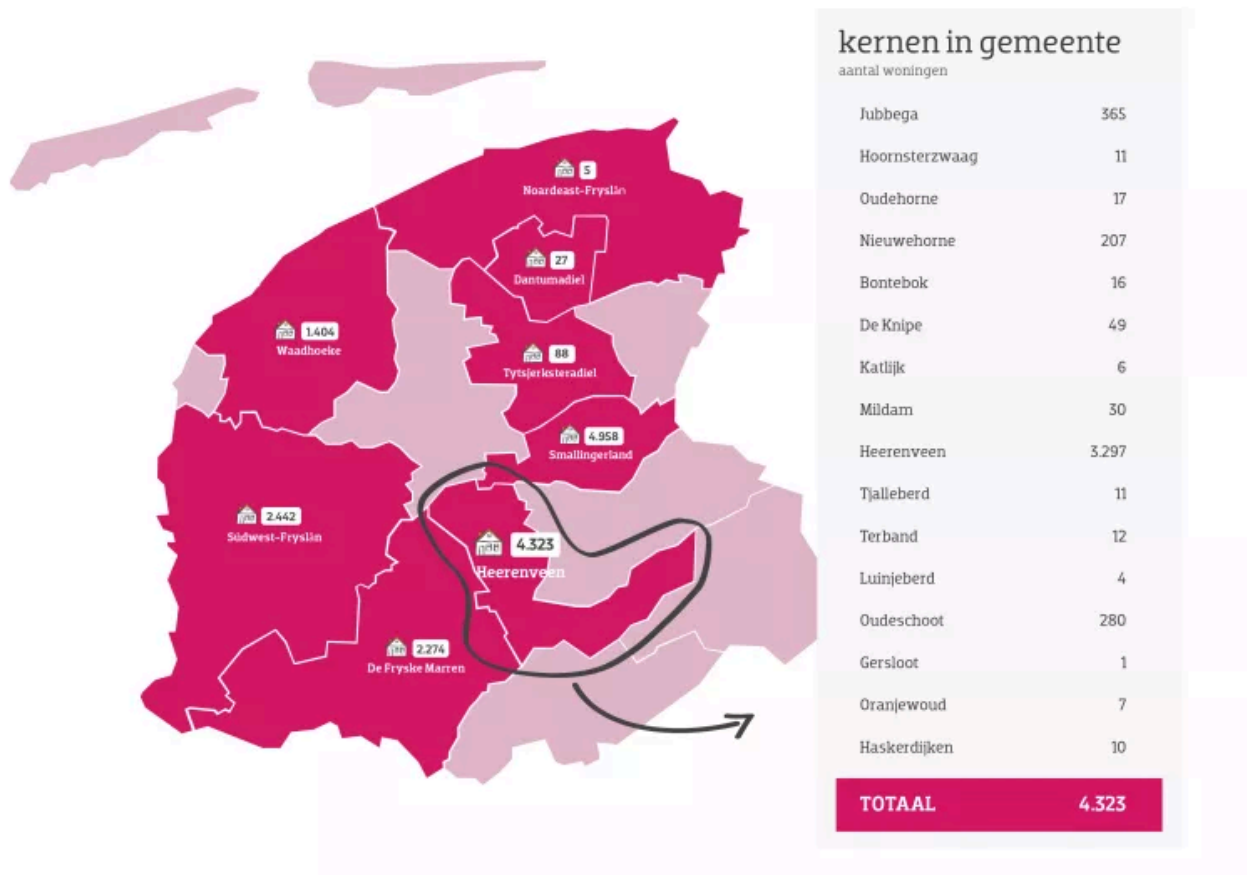 5
Noardeast-Fryslân
27
Dantumadiel
1.404
Waadhoeke
88
Tytsjerksteradiel
4.958
Smallingerland
2.442
Súdwest-Fryslân
4.323
Heerenveen
2.274
De Fryske Marren
kernen in gemeente
aantal woningen
Jubbega 365
Hoornsterzwaag 11
Oudehorne 17
Nieuwehorne 207
Bontebok 16
De Knipe 49
Katlijk 6
Mildam 30
Heerenveen 3.297
Tjalleberd 11
Terband 12
Luinjeberd 4
Oudeschoot 280
Gersloot 1
Oranjewoud 7
Haskerdijken 10
TOTAAL 4.323